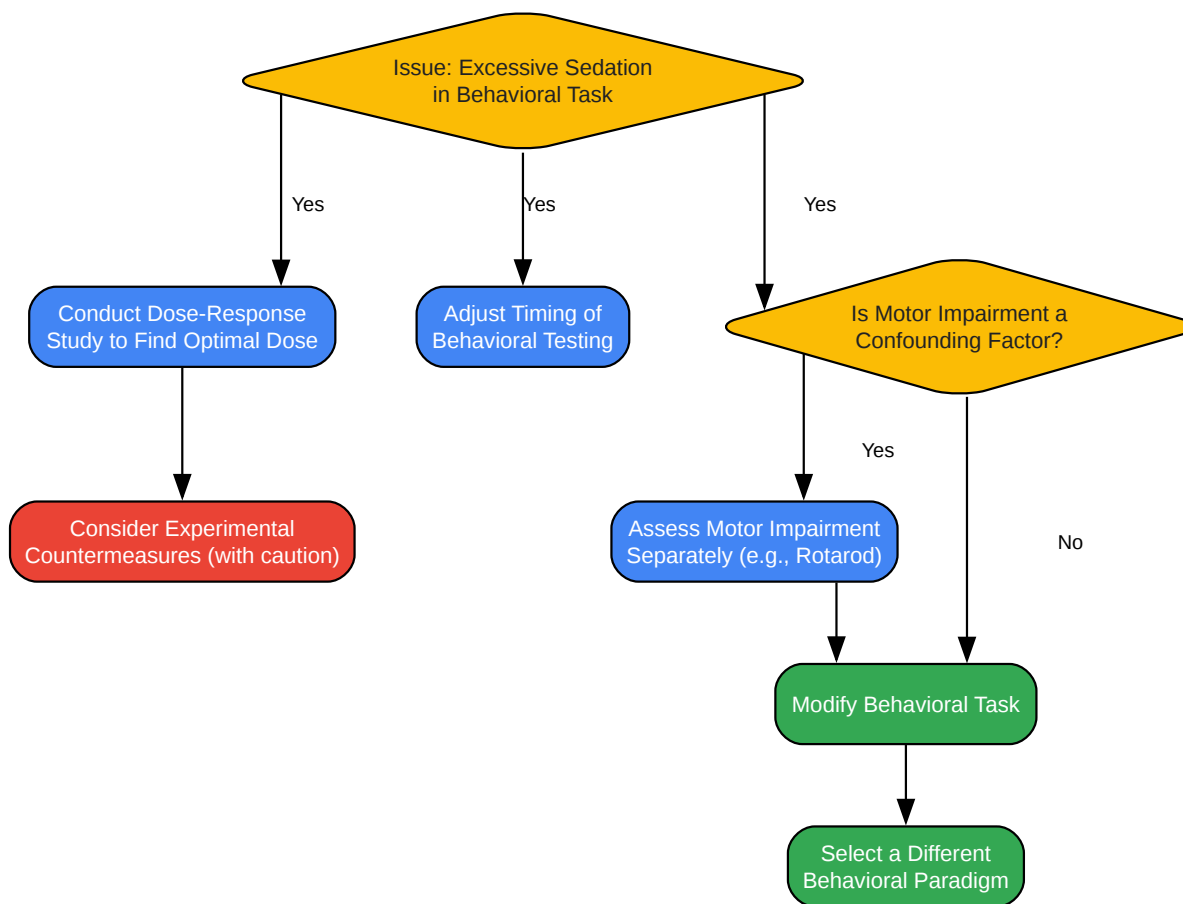 Issue: Excessive Sedation
in Behavioral Task
Yes
Yes
Yes
Conduct Dose-Response
Study to Find Optimal Dose
Adjust Timing of
Behavioral Testing
Is Motor Impairment a
Confounding Factor?
Yes
Consider Experimental
Countermeasures (with caution)
Assess Motor Impairment
Separately (e.g., Rotarod)
No
Modify Behavioral Task
Select a Different
Behavioral Paradigm